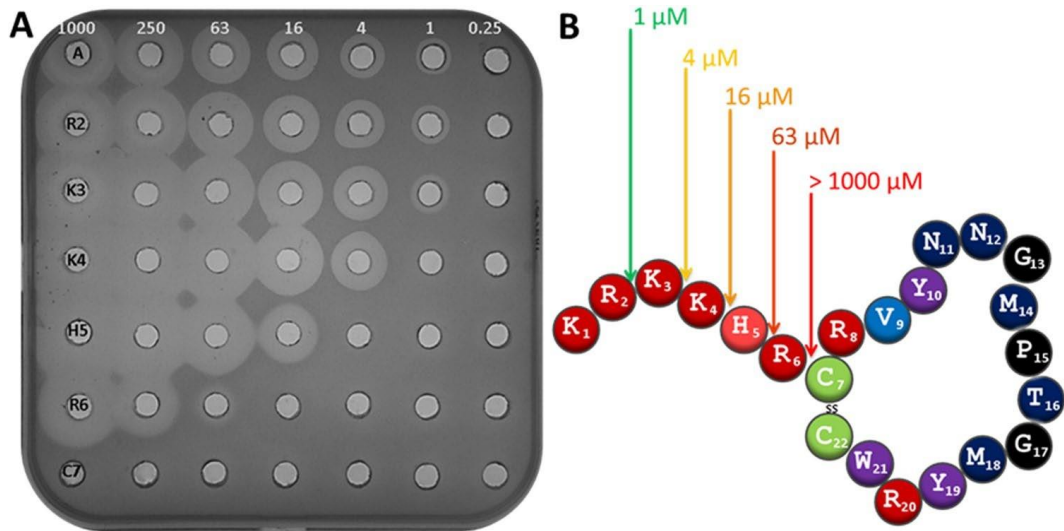 A
1000 250 63 16 4 1 0.25
A
R2
K3
K4
H5
R6
C7
B
1 µM
4 µM
16 µM
63 µM
> 1000 µM
K1
R2
K3
K4
H5
R6
C7
R8
V9
Y10
N11
N12
G13
M14
P15
T16
G17
M18
Y19
R20
W21
C22
SS